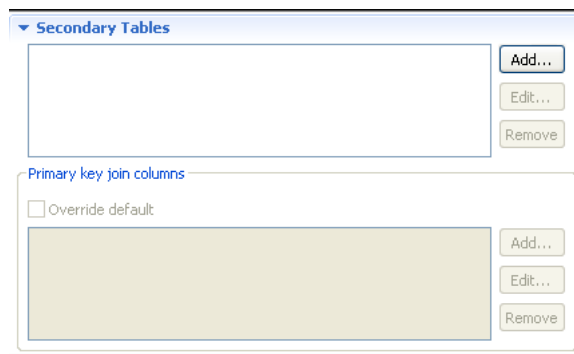 Secondary Tables
Add...
Edit...
Remove
Primary key join columns
Override default
Add...
Edit...
Remove